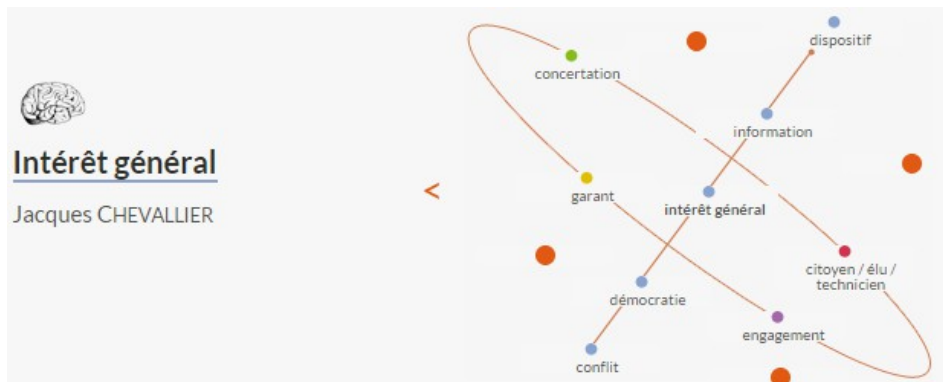 Intérêt général
Jacques CHEVALLIER
<
dispositif
concertation
information
garant
intérêt général
citoyen / élu /
technicien
démocratie
engagement
conflit